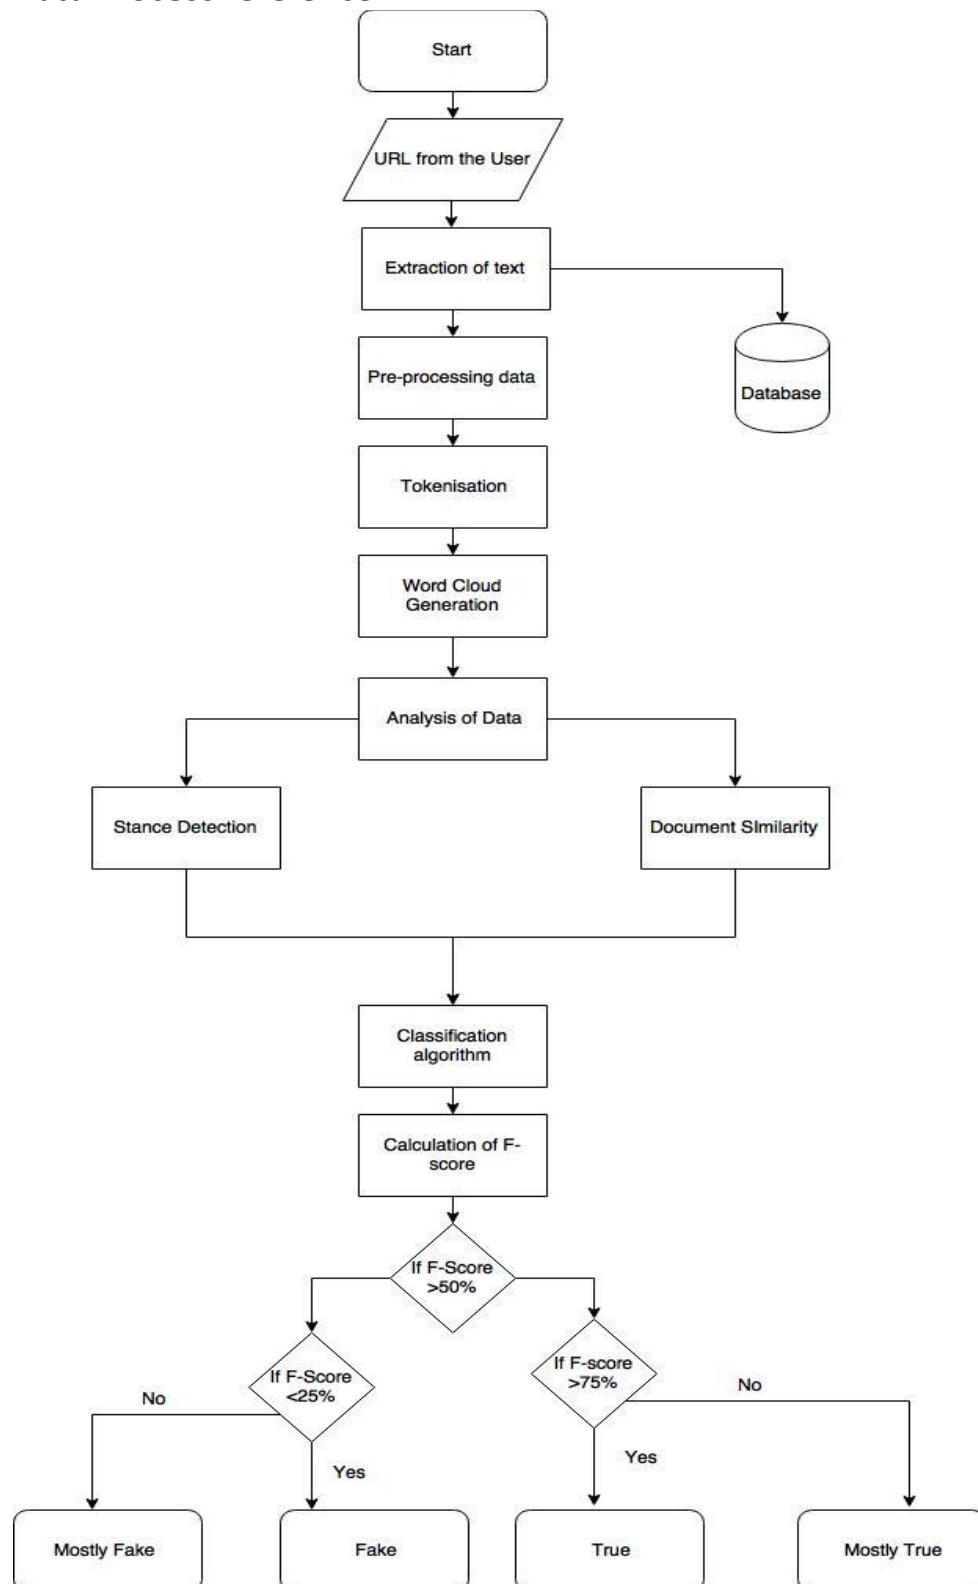 Start
URL from the User
Extraction of text
Pre-processing data
Database
Tokenisation
Word Cloud
Generation
Analysis of Data
Stance Detection
Document SImilarity
Classification
algorithm
Calculation of F-
score
If F-Score
>50%
If F-Score
<25%
If F-score
>75%
No
No
Yes
Yes
Mostly Fake
Fake
True
Mostly True